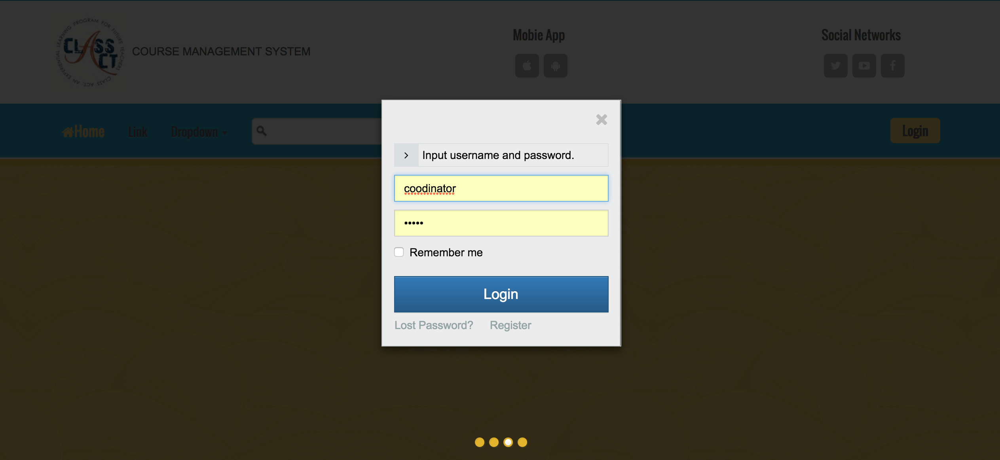 CLASS ACT. AN EXPERIENTIAL LEARNING PROGRAM FOR FUTURE TEACHERS
CLASS
ACT
COURSE MANAGEMENT SYSTEM
Mobie App
Social Networks
Home
Link
Dropdown
Login
Input username and password.
coodinator
•••••
Remember me
Login
Lost Password?
Register